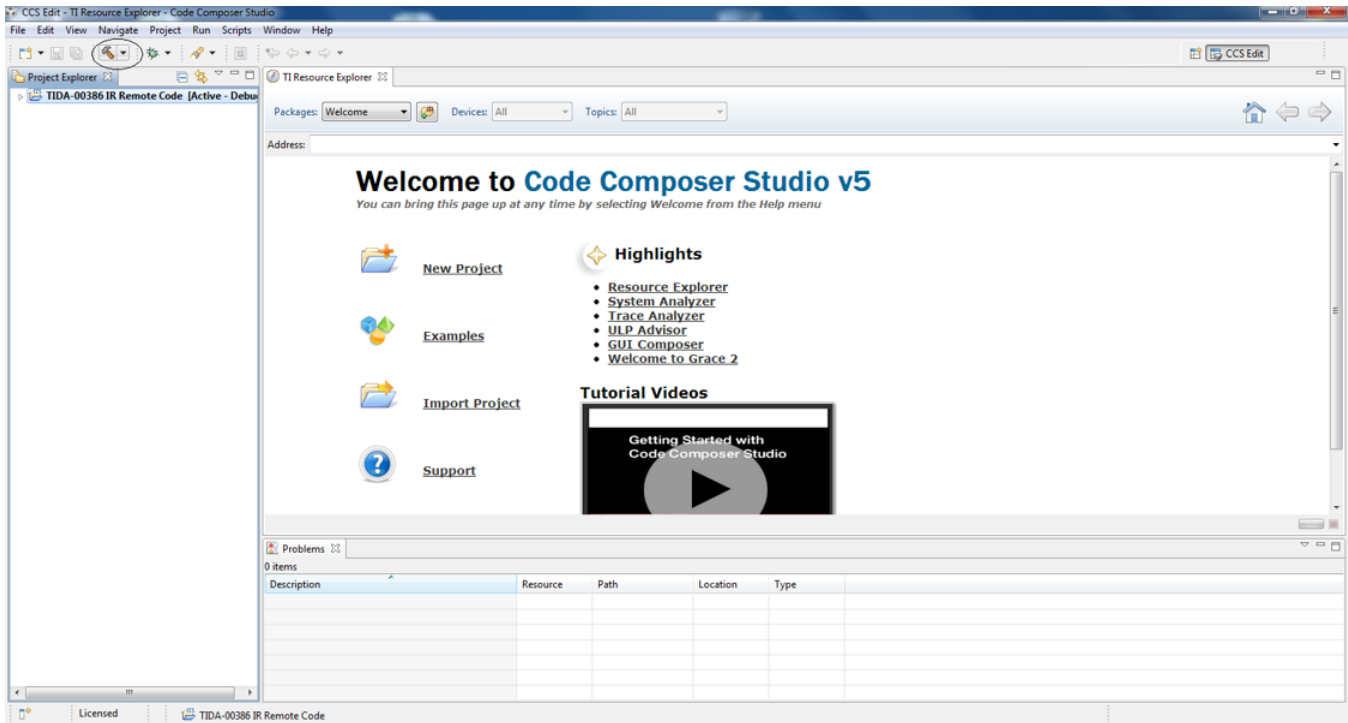 CCS Edit - TI Resource Explorer - Code Composer Studio
File Edit View Navigate Project Run Scripts Window Help
CCS Edit
Project Explorer
TI Resource Explorer
TIDA-00386 IR Remote Code [Active - Debu
Packages: Welcome Devices: All Topics: All
Address:
Welcome to Code Composer Studio v5
You can bring this page up at any time by selecting Welcome from the Help menu
New Project
Examples
Import Project
Support
Highlights
• Resource Explorer
• System Analyzer
• Trace Analyzer
• ULP Advisor
• GUI Composer
• Welcome to Grace 2
Tutorial Videos
Getting Started with
Code Composer Studio
Problems
0 items
Description Resource Path Location Type
Licensed TIDA-00386 IR Remote Code